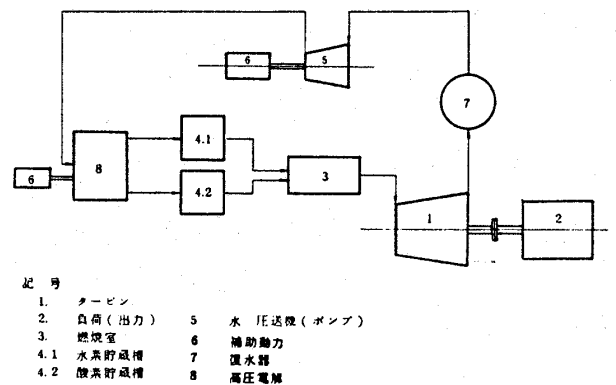 6
5
7
4.1
8
3
6
4.2
1
2
記 号
1. タービン
2. 負荷(出力) 5 水 圧送機(ポンプ)
3. 燃焼室 6 補助動力
4.1 水素貯蔵槽 7 復水器
4.2 酸素貯蔵槽 8 高圧電解